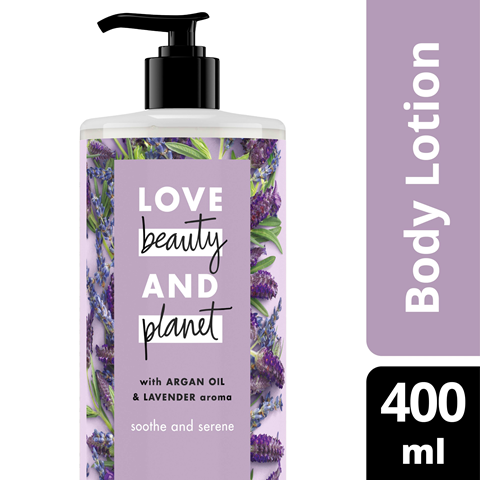 LOVE
beauty
AND
planet
with ARGAN OIL
& LAVENDER aroma
soothe and serene
Body Lotion
400
ml